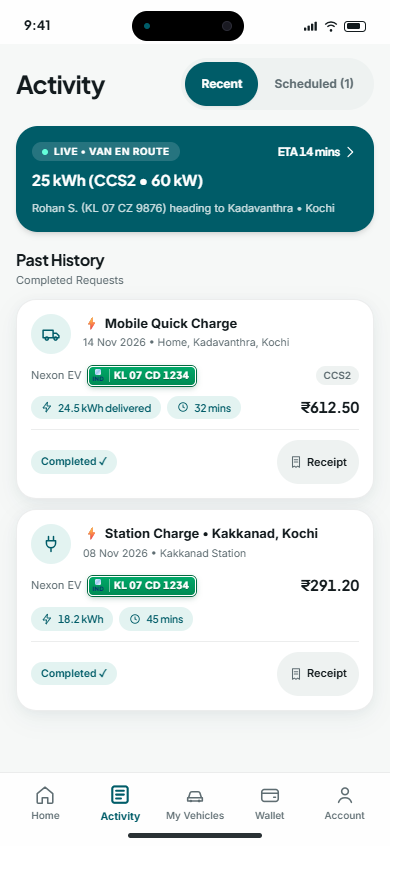 9:41
Activity
Recent
Scheduled (1)
LIVE • VAN EN ROUTE
ETA 14 mins
25 kWh (CCS2 • 60 kW)
Rohan S. (KL 07 CZ 9876) heading to Kadavanthra • Kochi
Past History
Completed Requests
Mobile Quick Charge
14 Nov 2026 • Home, Kadavanthra, Kochi
Nexon EV
IND
KL 07 CD 1234
CCS2
24.5 kWh delivered
32 mins
₹612.50
Completed ✓
Receipt
Station Charge • Kakkanad, Kochi
08 Nov 2026 • Kakkanad Station
Nexon EV
IND
KL 07 CD 1234
₹291.20
18.2 kWh
45 mins
Completed ✓
Receipt
Home
Activity
My Vehicles
Wallet
Account